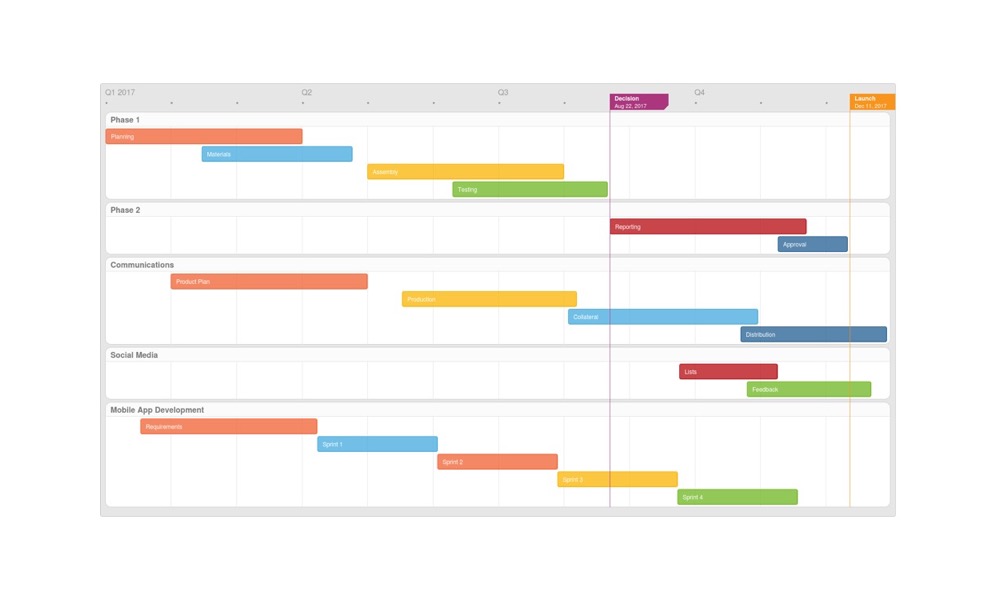 Q1 2017
Q2
Q3
Q4
Decision
Aug 22, 2017
Launch
Dec 11, 2017
Phase 1
Planning
Materials
Assembly
Testing
Phase 2
Reporting
Approval
Communications
Product Plan
Production
Collateral
Distribution
Social Media
Lists
Feedback
Mobile App Development
Requirements
Sprint 1
Sprint 2
Sprint 3
Sprint 4